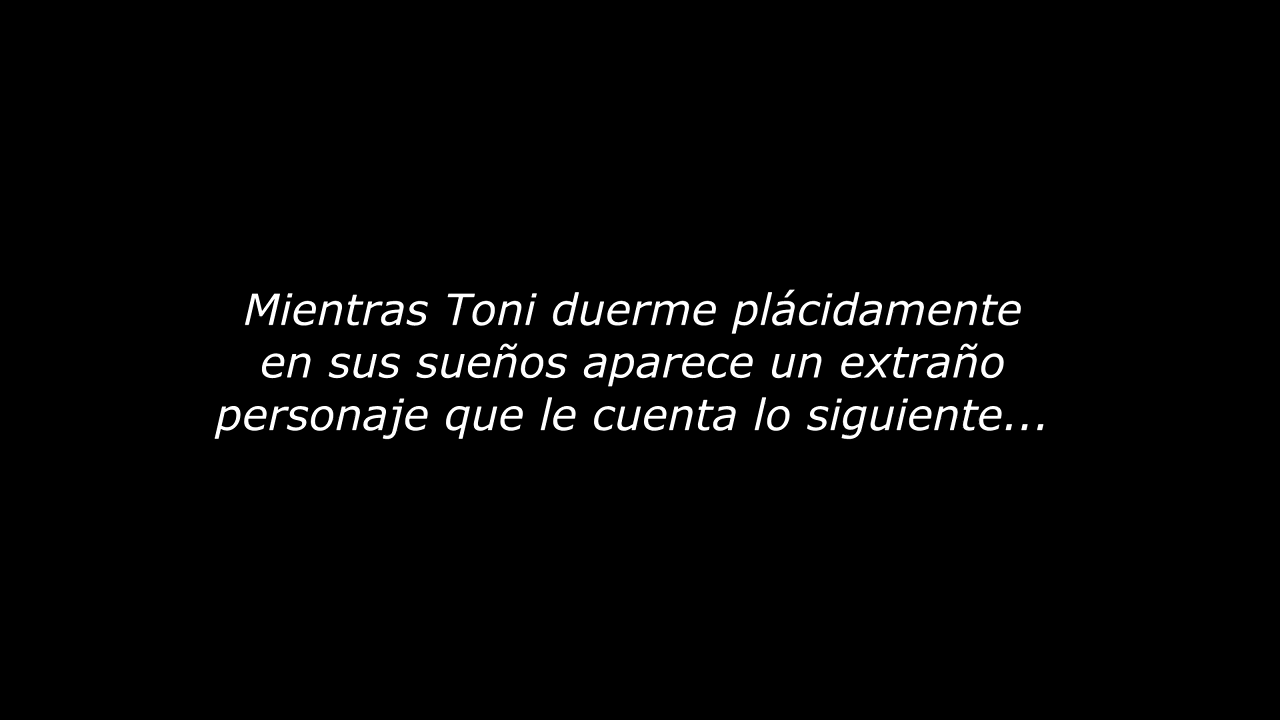 Mientras Toni duerme plácidamente
en sus sueños aparece un extraño
personaje que le cuenta lo siguiente...